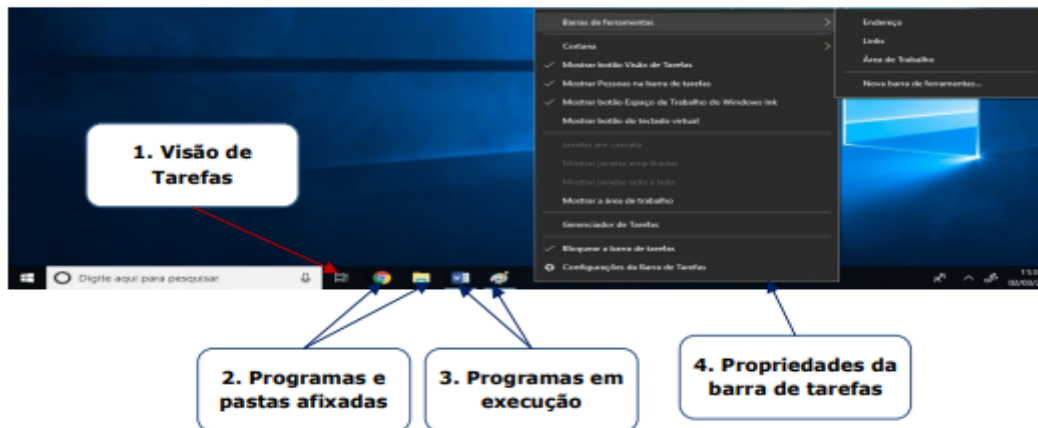 Barras de ferramentas
Cortana
Mostrar botão Visão de Tarefas
Mostrar Pessoas na barra de tarefas
Mostrar botão Espaço de Trabalho do Windows Ink
Mostrar botão do teclado virtual
Janelas em cascata
Mostrar janelas empilhadas
Mostrar janelas lado a lado
Mostrar a área de trabalho
Gerenciador de Tarefas
Bloquear a barra de tarefas
Configurações da Barra de Tarefas
Endereço
Links
Área de Trabalho
Nova barra de ferramentas...
1. Visão de
Tarefas
Digite aqui para pesquisar
2. Programas e
pastas afixadas
3. Programas em
execução
4. Propriedades da
barra de tarefas